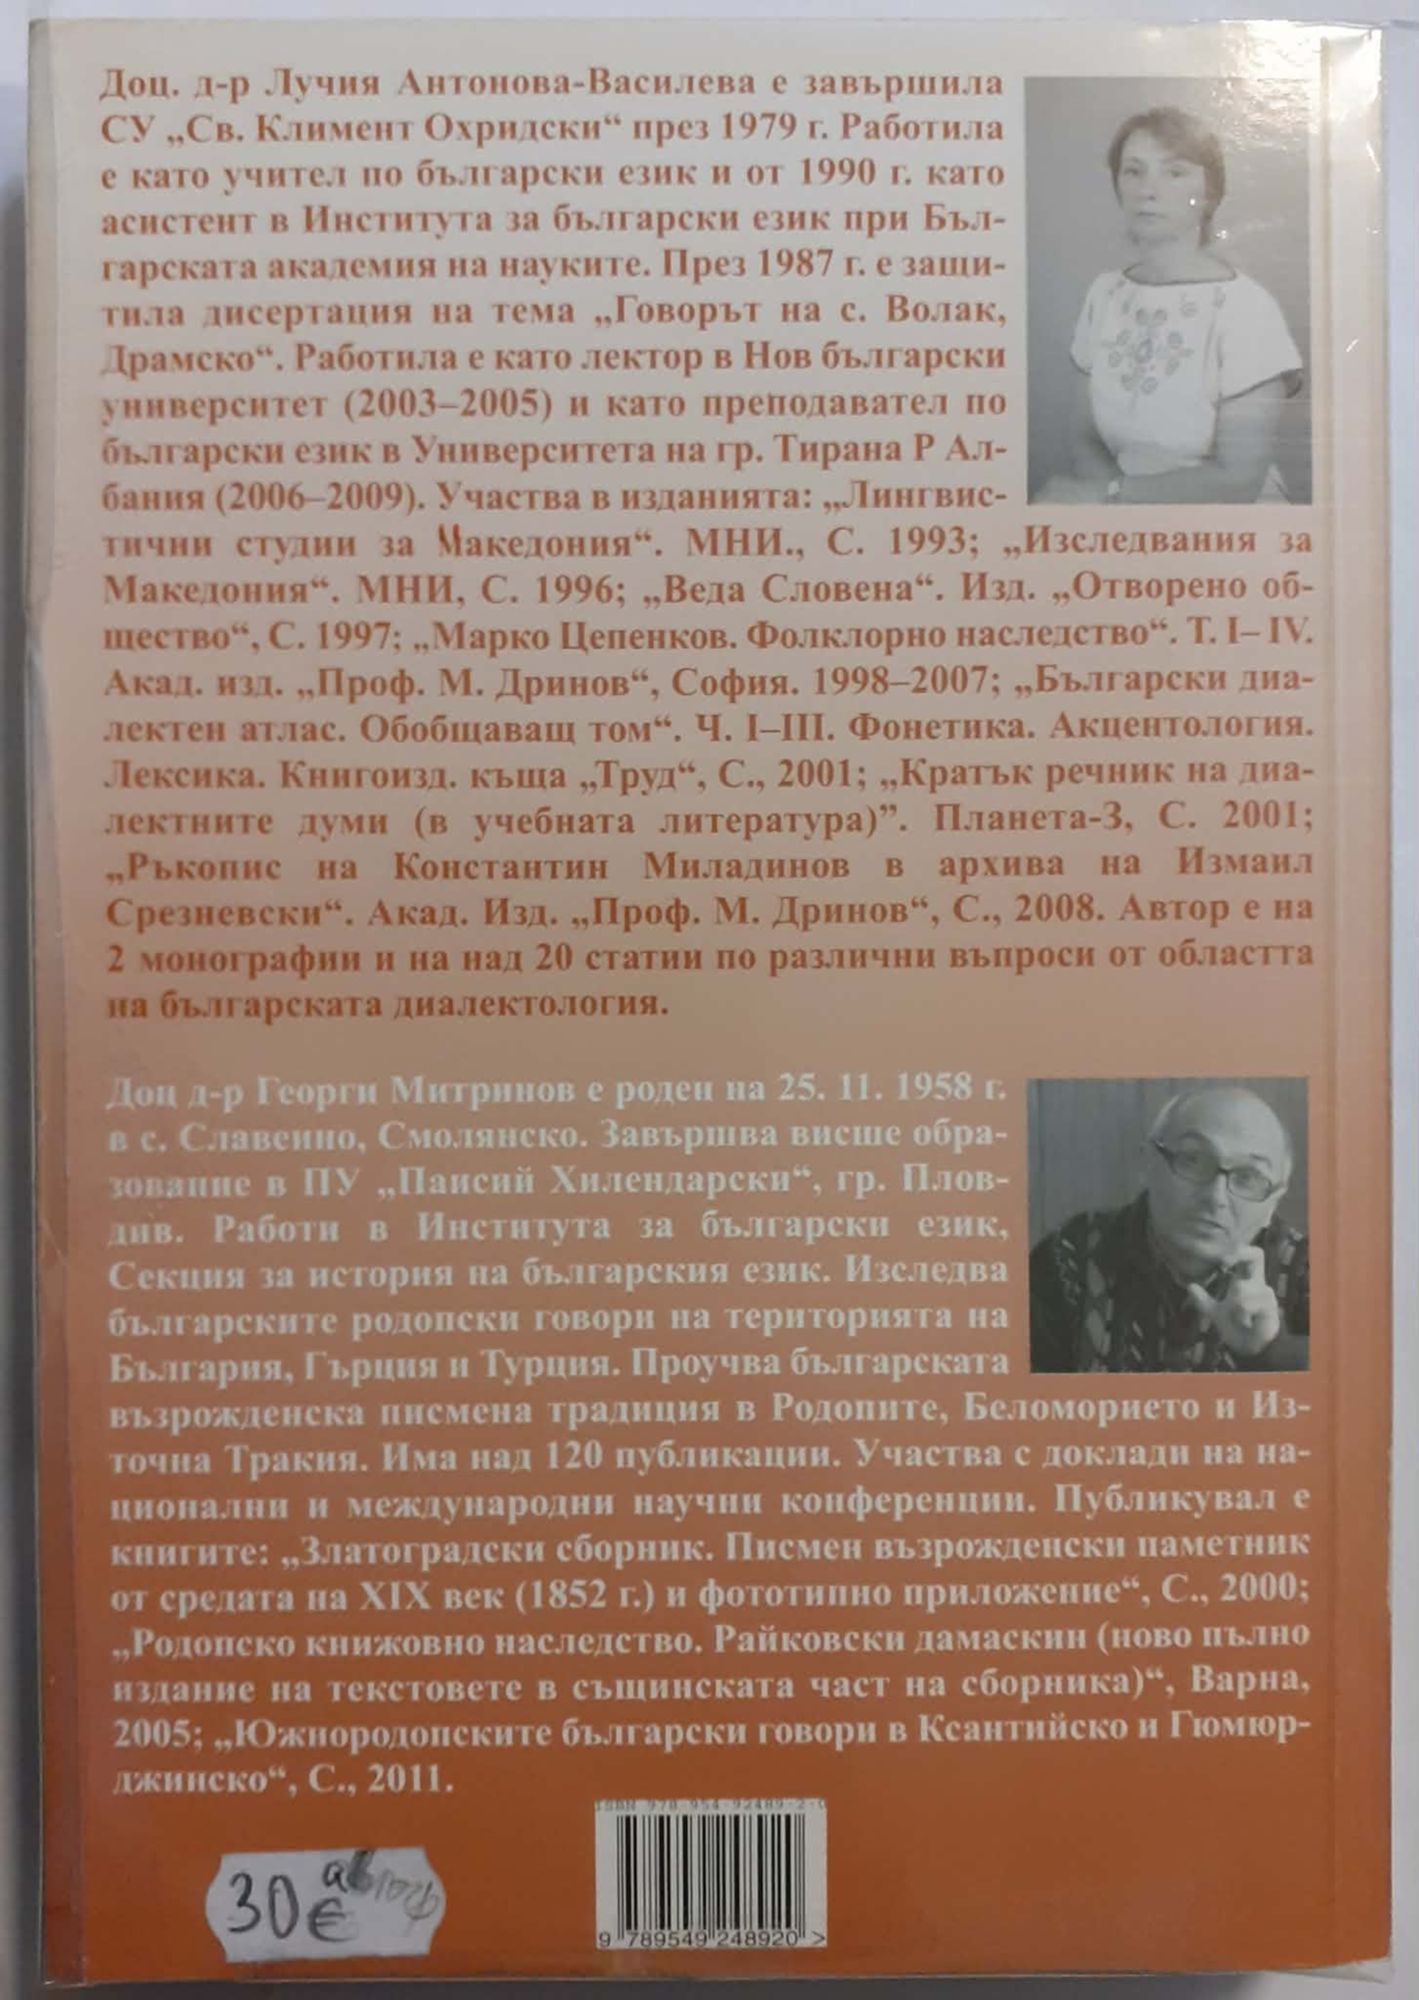 Доц. д-р Лучия Антонова-Василева е завършила
СУ „Св. Климент Охридски“ през 1979 г. Работила
е като учител по български език и от 1990 г. като
асистент в Института за български език при Бъл-
гарската академия на науките. През 1987 г. е защи-
тила дисертация на тема „Говорът на с. Волак,
Драмско“. Работила е като лектор в Нов български
университет (2003–2005) и като преподавател по
български език в Университета на гр. Тирана Р Ал-
бания (2006–2009). Участва в изданията: „Лингвис-
тични студии за Македония“. МНИ., С. 1993; „Изследвания за
Македония“. МНИ, С. 1996; „Веда Словена“. Изд. „Отворено об-
щество“, С. 1997; „Марко Цепенков. Фолклорно наследство“. Т. I– IV.
Акад. изд. „Проф. М. Дринов“, София. 1998–2007; „Български диа-
лектен атлас. Обобщаващ том“. Ч. I–III. Фонетика. Акцентология.
Лексика. Книгоизд. къща „Труд“, С., 2001; „Кратък речник на диа-
лектните думи (в учебната литература)”. Планета-3, С. 2001;
„Ръкопис на Константин Миладинов в архива на Измаил
Срезневски“. Акад. Изд. „Проф. М. Дринов“, С., 2008. Автор е на
2 монографии и на над 20 статии по различни въпроси от областта
на българската диалектология.
Доц д-р Георги Митринов е роден на 25. 11. 1958 г.
в с. Славеино, Смолянско. Завършва висше обра-
зование в ПУ „Паисий Хилендарски“, гр. Плов-
див. Работи в Института за български език,
Секция за история на българския език. Изследва
българските родопски говори на територията на
България, Гърция и Турция. Проучва българската
възрожденска писмена традиция в Родопите, Беломорието и Из-
точна Тракия. Има над 120 публикации. Участва с доклади на на-
ционални и международни научни конференции. Публикувал е
книгите: „Златоградски сборник. Писмен възрожденски паметник
от средата на XIX век (1852 г.) и фототипно приложение“, С., 2000;
„Родопско книжовно наследство. Райковски дамаскин (ново пълно
издание на текстовете в същинската част на сборника)“, Варна,
2005; „Южнородопските български говори в Ксантийско и Гюмюр-
джинско“, С., 2011.
ISBN 978 954 92489-2-0
9 789549 248920 >
30 €